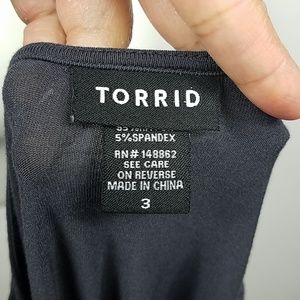 TORRID
5%SPANDEX
RN# 148862
SEE CARE
ON REVERSE
MADE IN CHINA
3